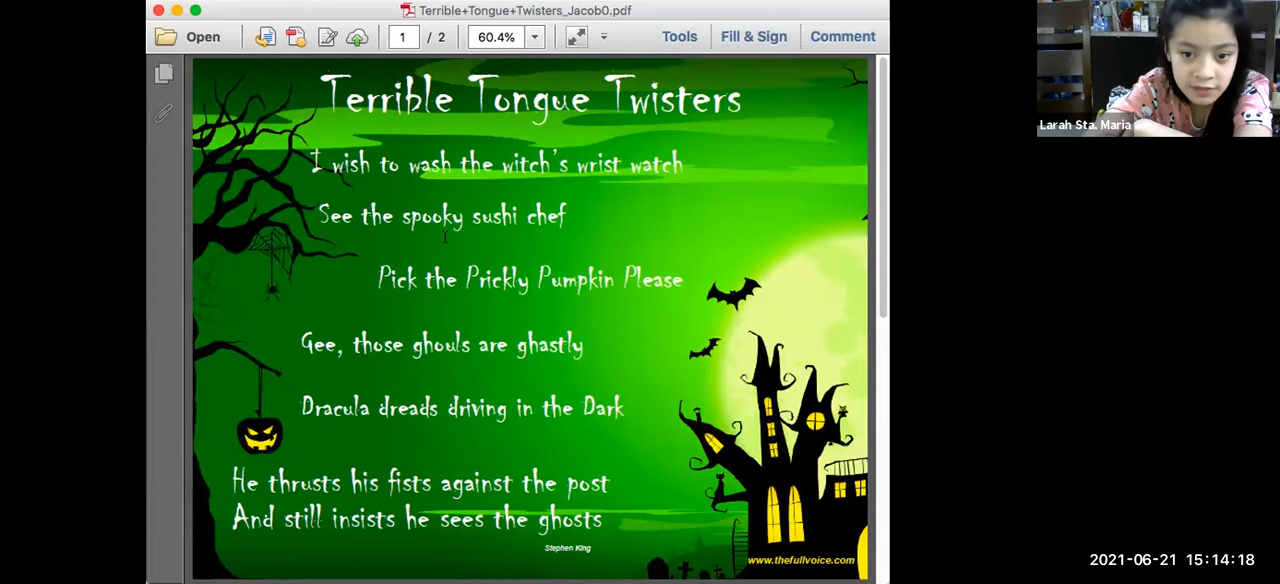 Terrible+Tongue+Twisters_Jacob0.pdf
Open
1 / 2
60.4%
Tools
Fill & Sign
Comment
Terrible Tongue Twisters
I wish to wash the witch's wrist watch
See the spooky sushi chef
Pick the Prickly Pumpkin Please
Gee, those ghouls are ghastly
Dracula dreads driving in the Dark
He thrusts his fists against the post
And still insists he sees the ghosts
Stephen King
www.thefullvoice.com
Larah Sta. Maria
2021-06-21 15:14:18